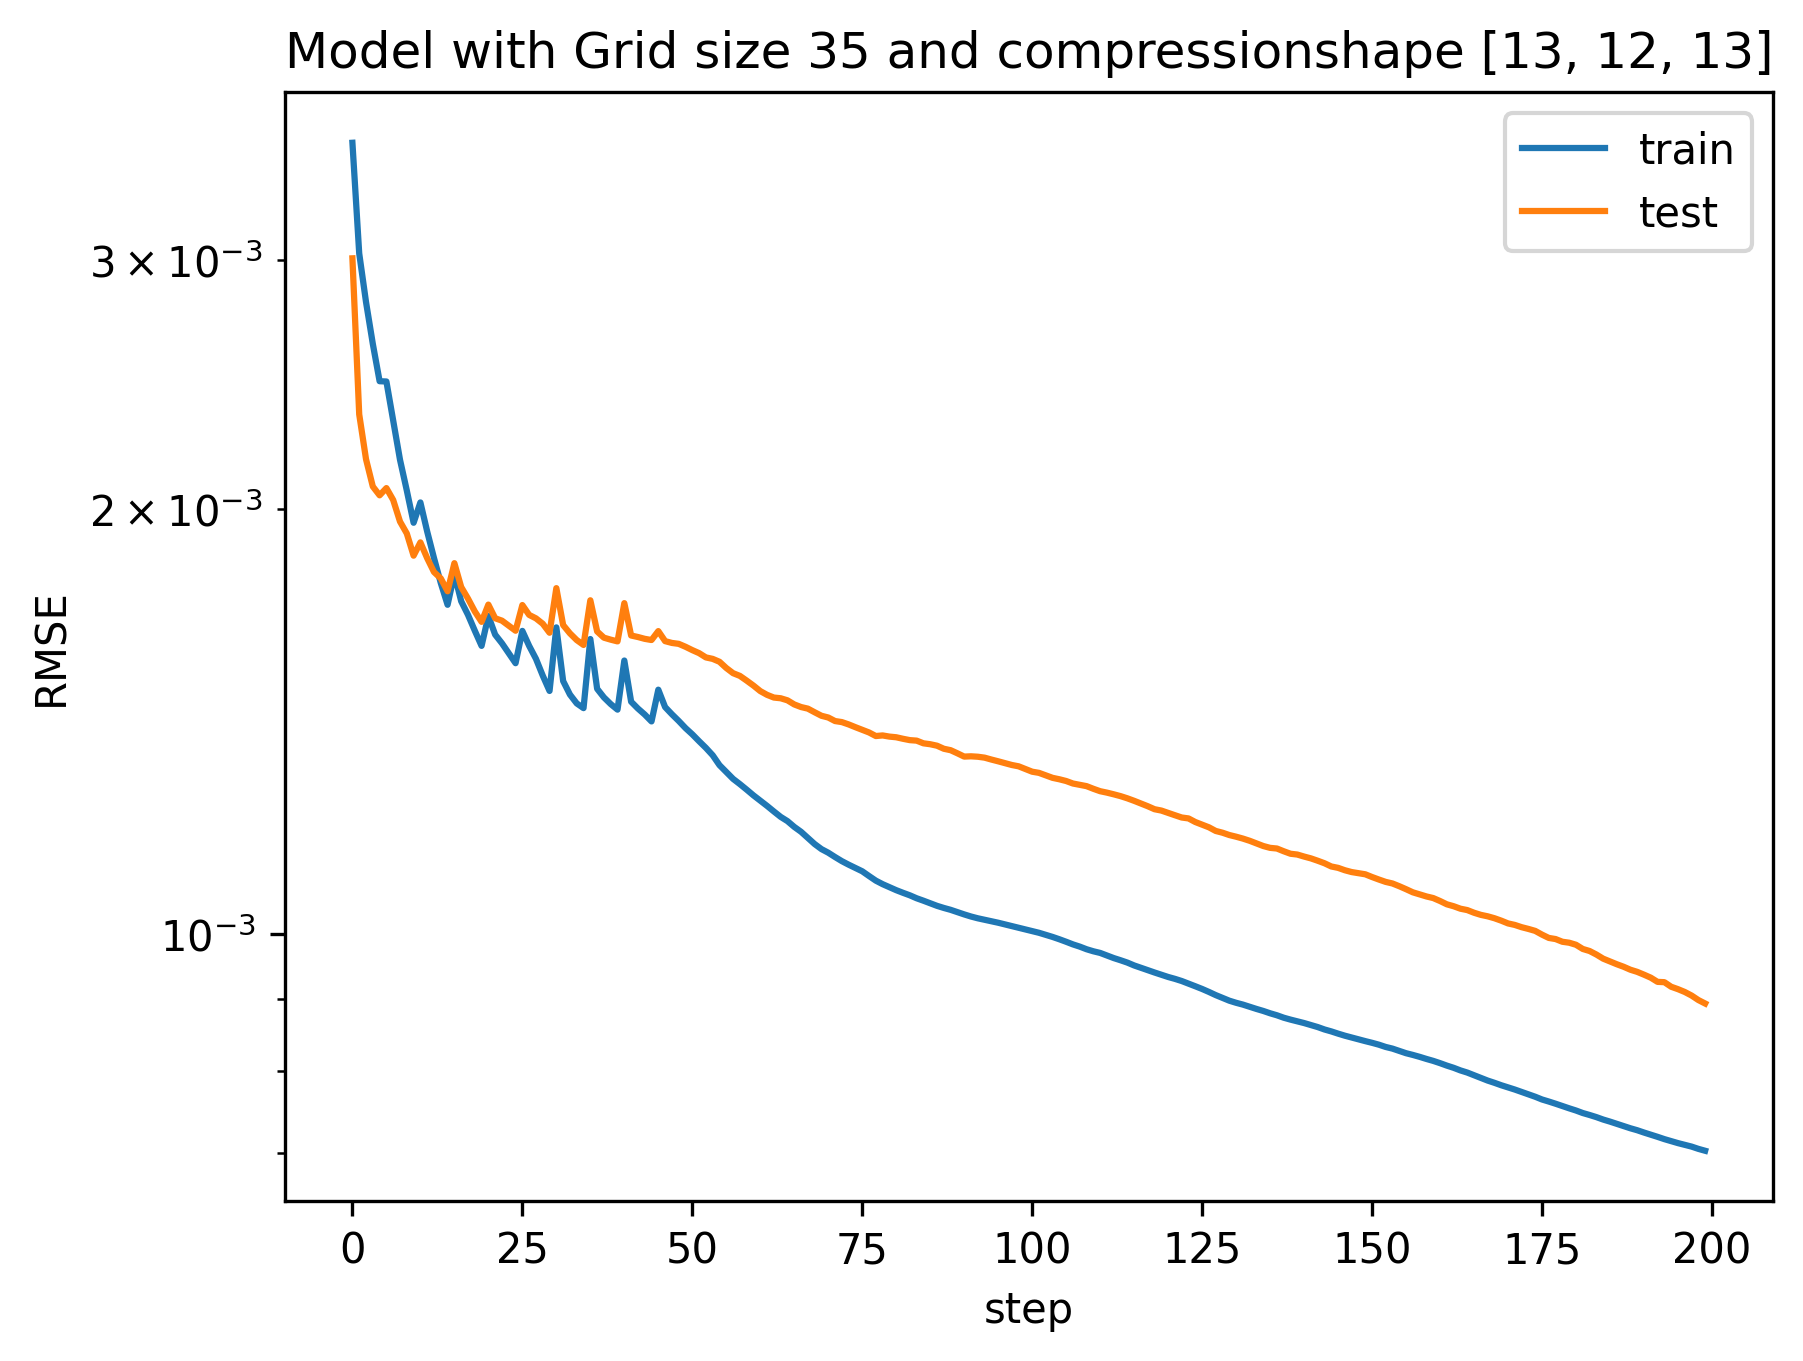 Model with Grid size 35 and compressionshape [13, 12, 13]
train
test
3 × 10⁻³
2 × 10⁻³
10⁻³
RMSE
0 25 50 75 100 125 150 175 200
step